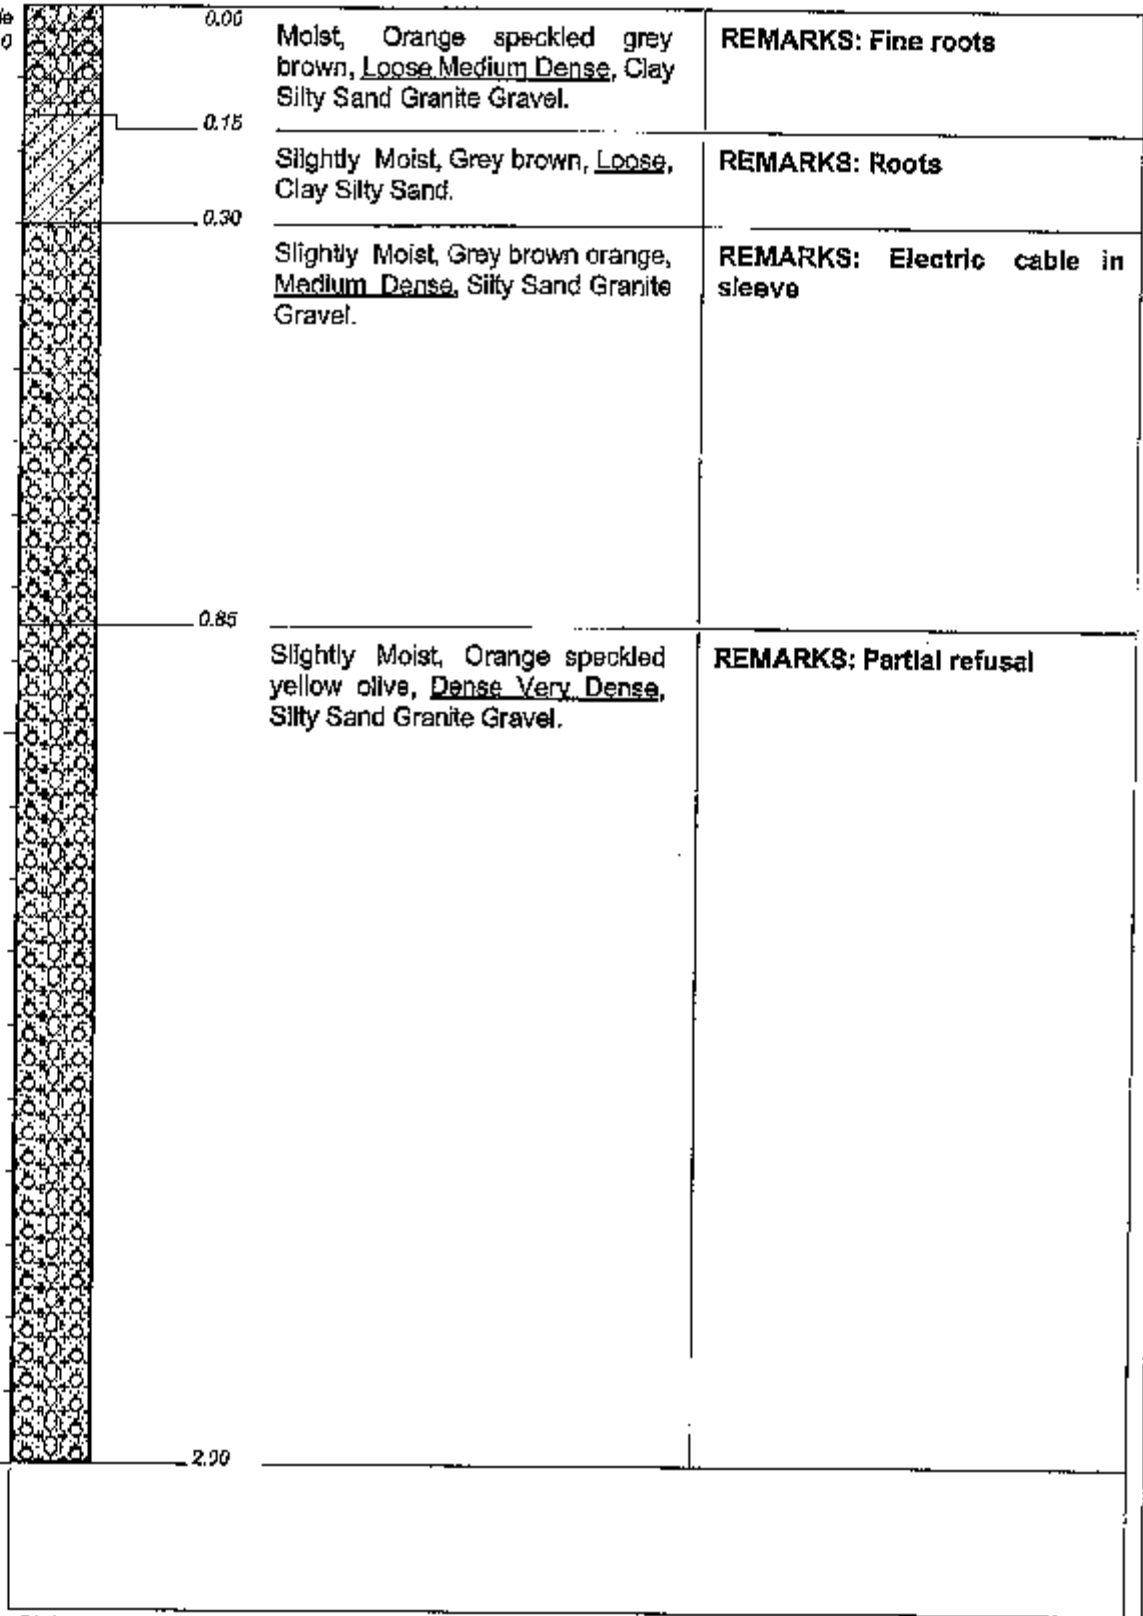 0.00
Moist, Orange speckled grey
brown, Loose Medium Dense, Clay
Silty Sand Granite Gravel.
REMARKS: Fine roots
0.15
Slightly Moist, Grey brown, Loose,
Clay Silty Sand.
REMARKS: Roots
0.30
Slightly Moist, Grey brown orange,
Medium Dense, Silty Sand Granite
Gravel.
REMARKS: Electric cable in
sleeve
0.85
Slightly Moist, Orange speckled
yellow olive, Dense Very Dense,
Silty Sand Granite Gravel.
REMARKS: Partial refusal
2.00